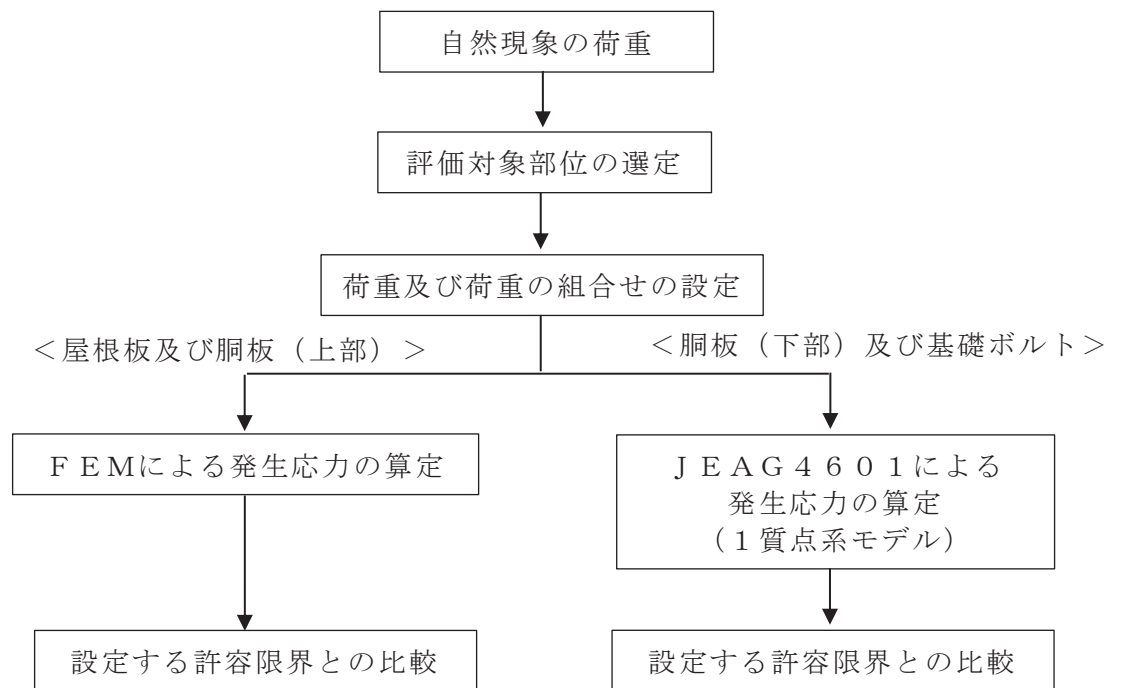 自然現象の荷重
評価対象部位の選定
荷重及び荷重の組合せの設定
＜屋根板及び胴板（上部）＞
＜胴板（下部）及び基礎ボルト＞
ＦＥＭによる発生応力の算定
ＪＥＡＧ４６０１による
発生応力の算定
（１質点系モデル）
設定する許容限界との比較
設定する許容限界との比較